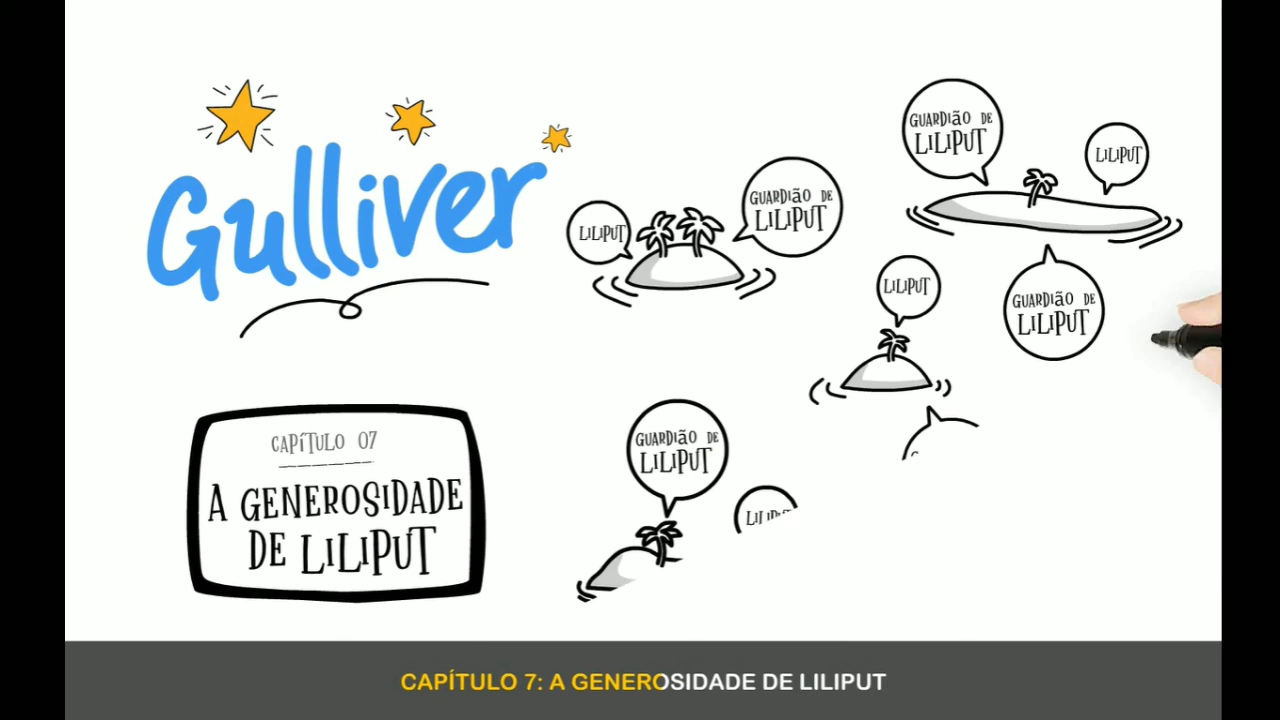 Gulliver
CAPÍTULO 07
A GENEROSIDADE
DE LILIPUT
LILIPUT
GUARDIÃO DE
LILIPUT
GUARDIÃO DE
LILIPUT
LILIPUT
LILIPUT
GUARDIÃO DE
LILIPUT
GUARDIÃO DE
LILIPUT
CAPÍTULO 7: A GENEROSIDADE DE LILIPUT